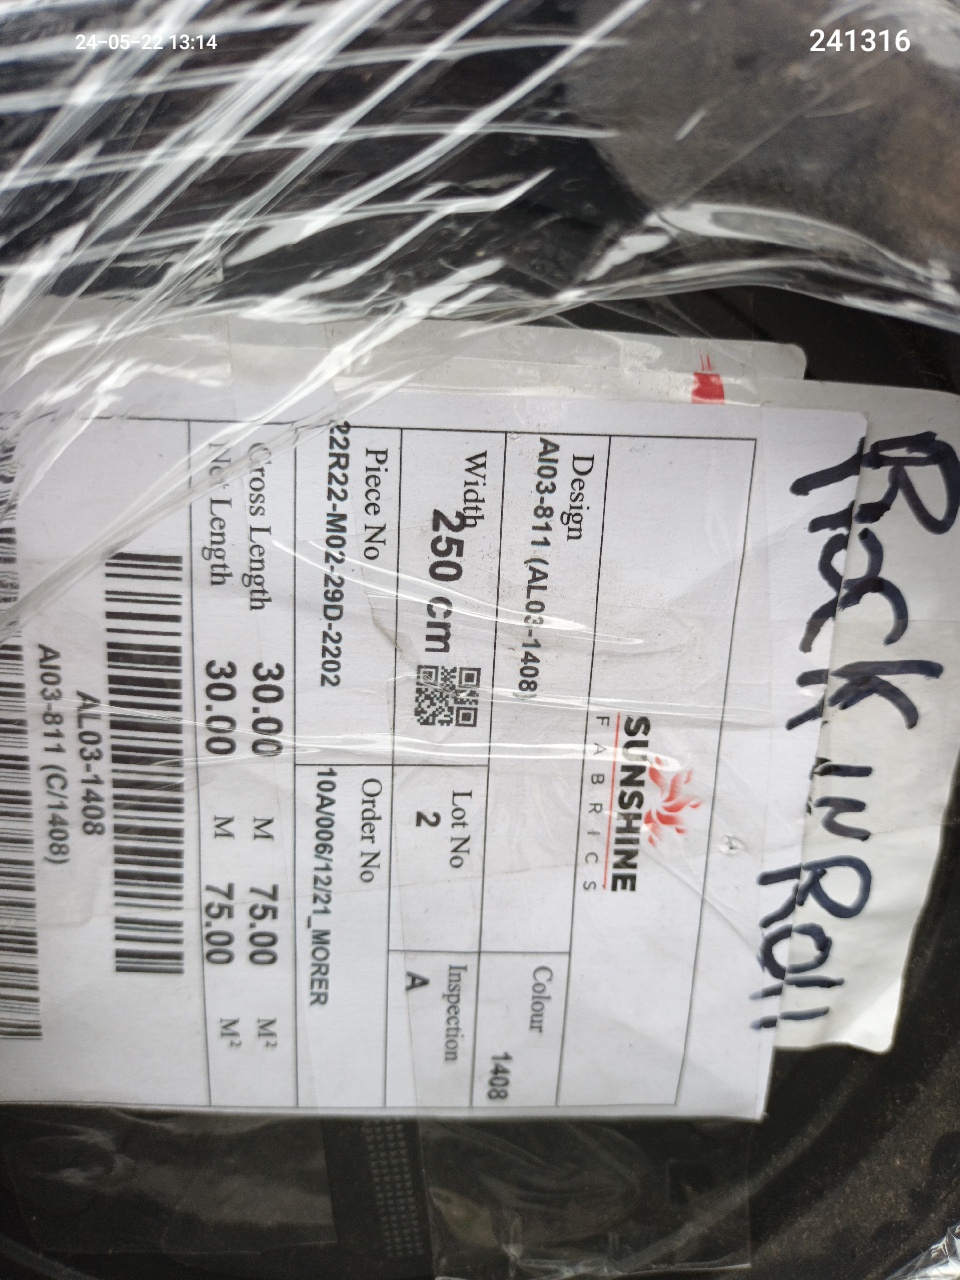 24-05-22 13:14
241316
ROCK IN ROll
SUNSHINE
FABRICS
Design
AI03-811 (AL03-1408)
Colour
1408
Width
250 cm
Lot No
2
Inspection
A
Piece No
22R22-M02-29D-2202
Order No
10A/006/12/21_MORER
Gross Length 30.00 M 75.00 M²
Net Length 30.00 M 75.00 M²
AL03-1408
AI03-811 (C/1408)